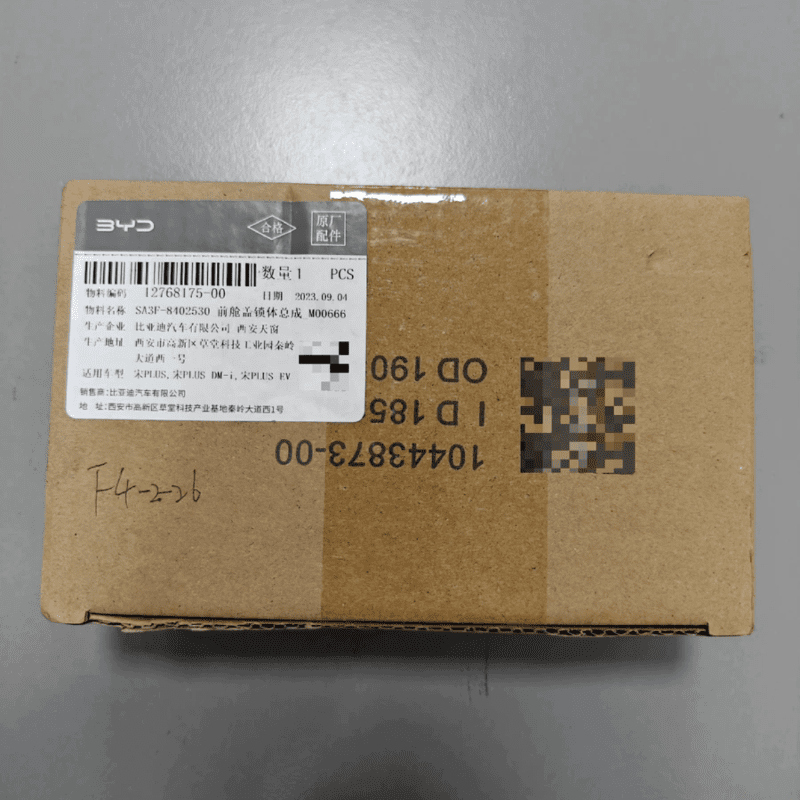 BYD
合格
原厂
配件
数量 1 PCS
物料编码 12768175-00 日期 2023.09.04
物料名称 SA3F-8402530 前舱盖锁体总成 M00666
生产企业 比亚迪汽车有限公司 西安天窗
生产地址 西安市高新区草堂科技工业园秦岭
大道西一号
适用车型 宋PLUS,宋PLUS DM-i,宋PLUS EV
销售商:比亚迪汽车有限公司
地 址:西安市高新区草堂科技产业基地秦岭大道西1号
10443873-00
ID 185
OD 190
F4-2-26